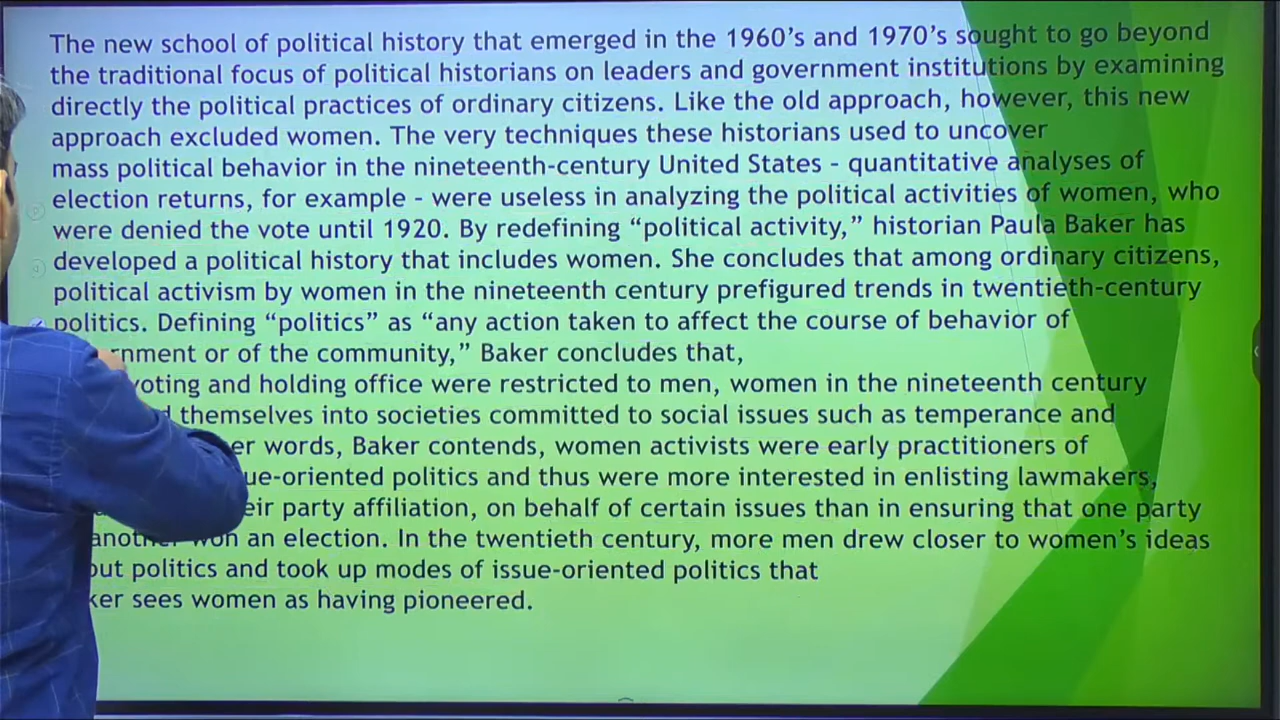 The new school of political history that emerged in the 1960's and 1970's sought to go beyond
the traditional focus of political historians on leaders and government institutions by examining
directly the political practices of ordinary citizens. Like the old approach, however, this new
approach excluded women. The very techniques these historians used to uncover
mass political behavior in the nineteenth-century United States - quantitative analyses of
election returns, for example - were useless in analyzing the political activities of women, who
were denied the vote until 1920. By redefining “political activity,” historian Paula Baker has
developed a political history that includes women. She concludes that among ordinary citizens,
political activism by women in the nineteenth century prefigured trends in twentieth-century
politics. Defining “politics” as “any action taken to affect the course of behavior of
or of the community,” Baker concludes that,
voting and holding office were restricted to men, women in the nineteenth century
themselves into societies committed to social issues such as temperance and
words, Baker contends, women activists were early practitioners of
politics and thus were more interested in enlisting lawmakers,
party affiliation, on behalf of certain issues than in ensuring that one party
won an election. In the twentieth century, more men drew closer to women's ideas
politics and took up modes of issue-oriented politics that
sees women as having pioneered.